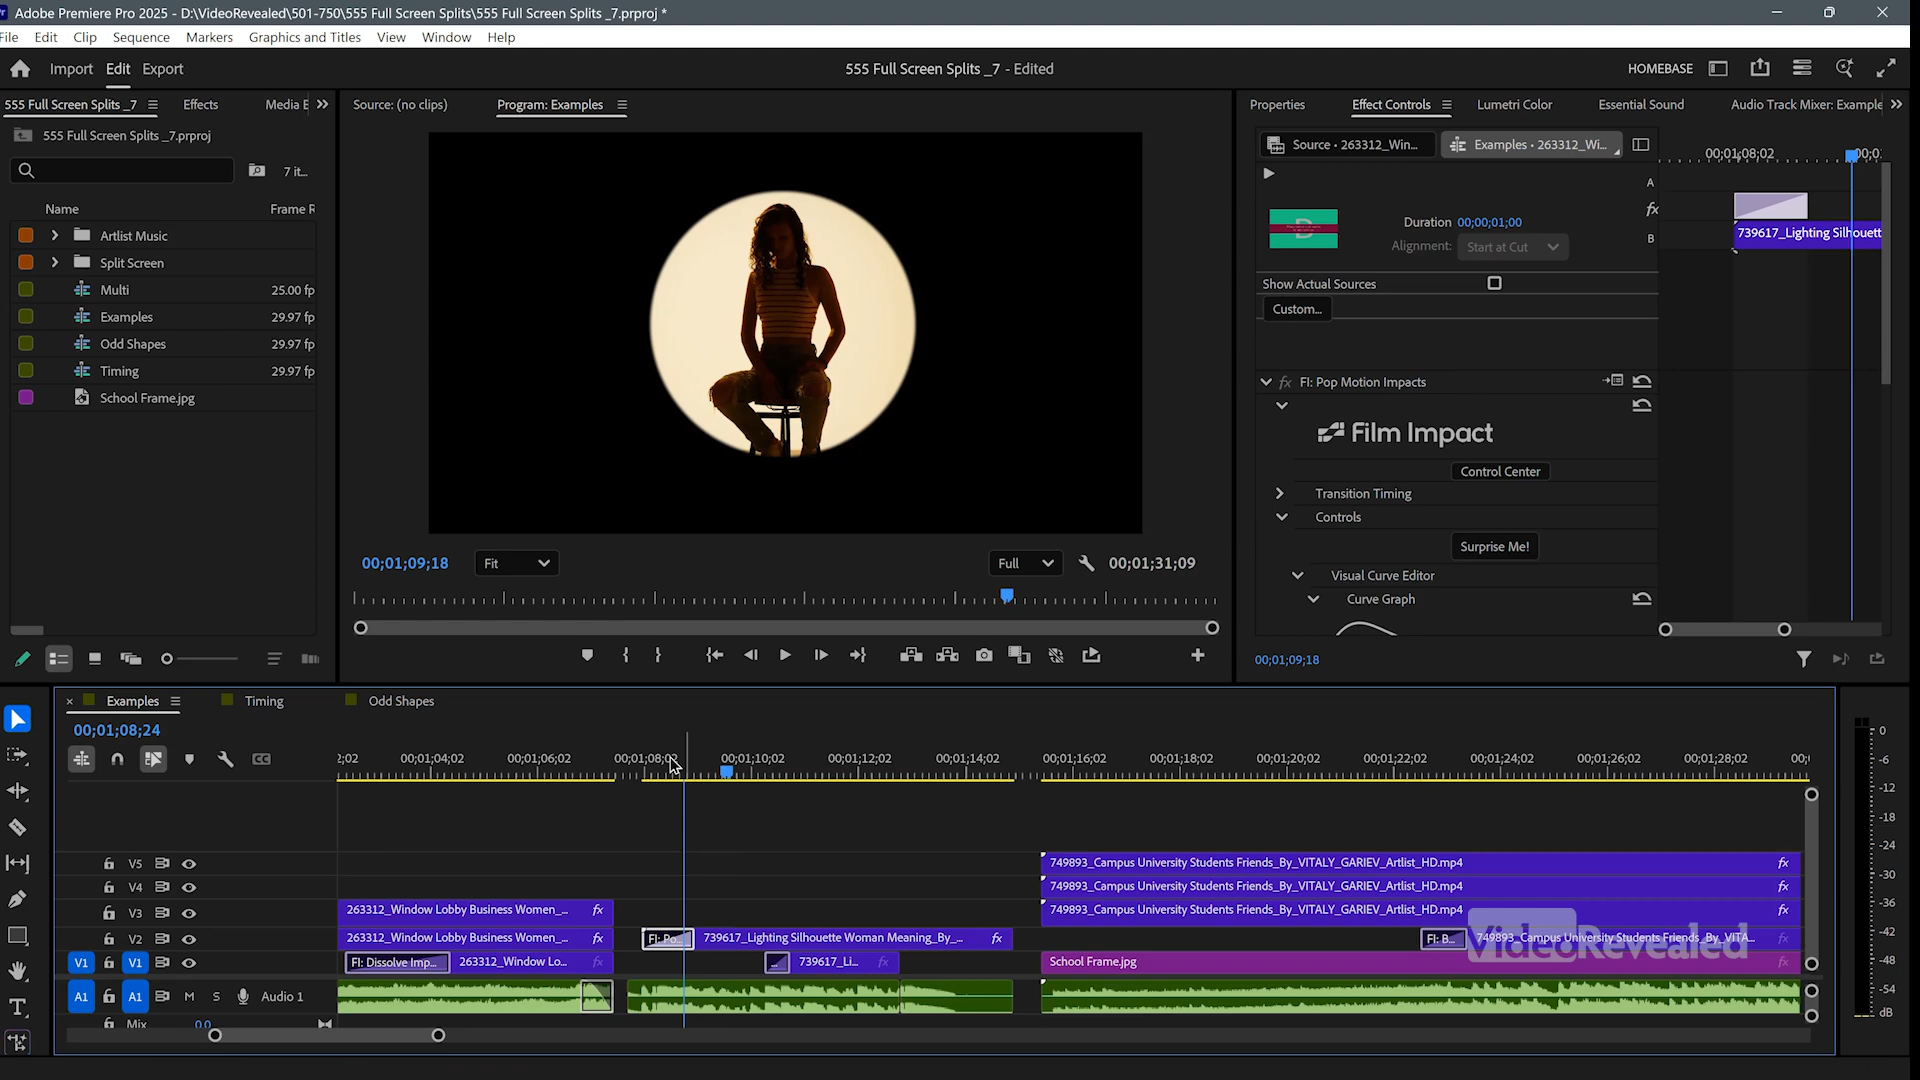 Adobe Premiere Pro 2025 - D:\VideoRevealed\501-750\555 Full Screen Splits\555 Full Screen Splits _7.prproj *
File Edit Clip Sequence Markers Graphics and Titles View Window Help
Import Edit Export
555 Full Screen Splits _7 - Edited
HOMEBASE
555 Full Screen Splits _7
Effects
Media E
Source: (no clips)
Program: Examples
Properties
Effect Controls
Lumetri Color
Essential Sound
Audio Track Mixer: Example
555 Full Screen Splits _7.prproj
7 it...
Name Frame R
Artlist Music
Split Screen
Multi 25.00 fp
Examples 29.97 fp
Odd Shapes 29.97 fp
Timing 29.97 fp
School Frame.jpg
00;01;09;18
Fit
Full
00;01;31;09
Source • 263312_Win...
Examples • 263312_Wi...
00;01;08;02
00;01
A
fx
B
739617_Lighting Silhouett
Duration 00;00;01;00
Alignment: Start at Cut
Show Actual Sources
Custom...
fx FI: Pop Motion Impacts
Film Impact
Control Center
Transition Timing
Controls
Surprise Me!
Visual Curve Editor
Curve Graph
00;01;09;18
Examples
Timing
Odd Shapes
00;01;08;24
2;02 00;01;04;02 00;01;06;02 00;01;08;02 00;01;10;02 00;01;12;02 00;01;14;02 00;01;16;02 00;01;18;02 00;01;20;02 00;01;22;02 00;01;24;02 00;01;26;02 00;01;28;02 00;
V5 749893_Campus University Students Friends_By_VITALY_GARIEV_Artlist_HD.mp4 fx
V4 749893_Campus University Students Friends_By_VITALY_GARIEV_Artlist_HD.mp4 fx
V3 263312_Window Lobby Business Women_... fx 749893_Campus University Students Friends_By_VITALY_GARIEV_Artlist_HD.mp4 fx
V2 263312_Window Lobby Business Women_... fx FI: Po... 739617_Lighting Silhouette Woman Meaning_By_... fx FI: B... 749893_Campus University Students Friends_By_VITA... fx
V1 V1 FI: Dissolve Imp... 263312_Window Lo... fx ... 739617_Li... fx School Frame.jpg fx
A1 A1 M S Audio 1
Mix 0.0
VideoRevealed
0
-6
-12
-18
-24
-30
-36
-42
-48
-54
dB